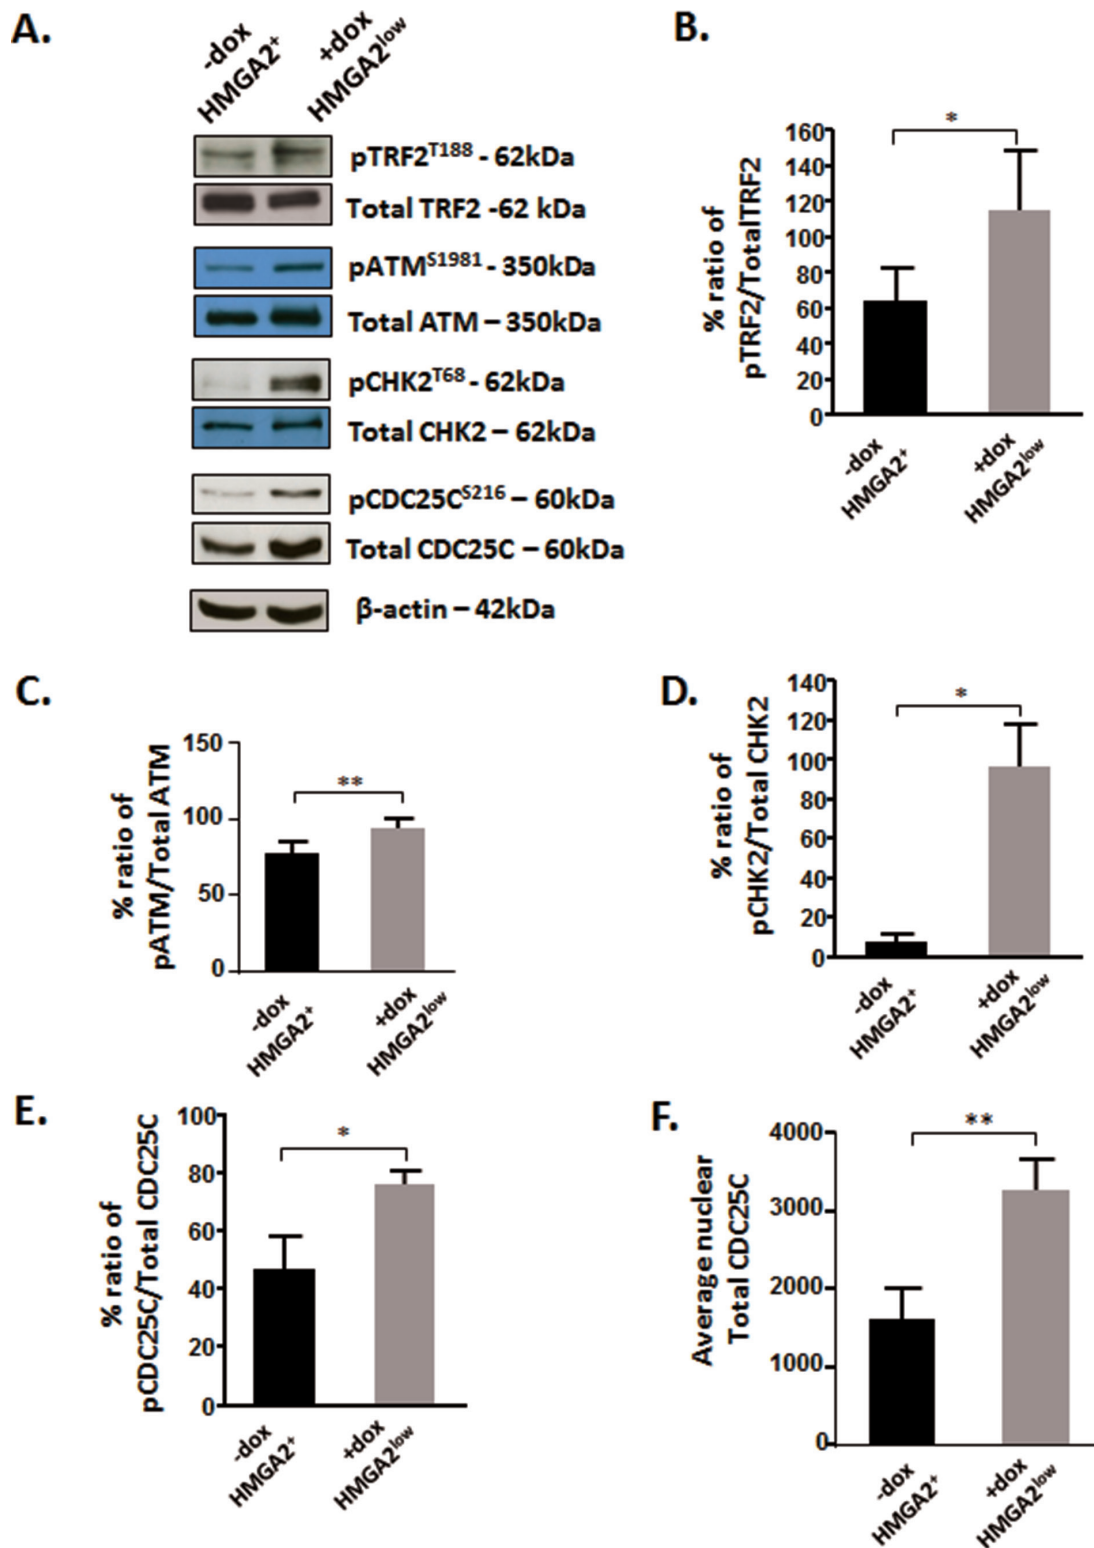 A.
-dox
HMGA2⁺
+dox
HMGA2ˡᵒʷ
pTRF2ᵀ¹⁸⁸ - 62kDa
Total TRF2 -62 kDa
pATMˢ¹⁹⁸¹ - 350kDa
Total ATM – 350kDa
pCHK2ᵀ⁶⁸ - 62kDa
Total CHK2 – 62kDa
pCDC25Cˢ²¹⁶ – 60kDa
Total CDC25C – 60kDa
β-actin – 42kDa
B.
% ratio of
pTRF2/TotalTRF2
160
140
120
100
80
60
40
20
0
*
-dox
HMGA2⁺
+dox
HMGA2ˡᵒʷ
C.
% ratio of
pATM/Total ATM
150
100
50
0
**
-dox
HMGA2⁺
+dox
HMGA2ˡᵒʷ
D.
% ratio of
pCHK2/Total CHK2
140
120
100
80
60
40
20
0
*
-dox
HMGA2⁺
+dox
HMGA2ˡᵒʷ
E.
% ratio of
pCDC25C/Total CDC25C
100
80
60
40
20
0
*
-dox
HMGA2⁺
+dox
HMGA2ˡᵒʷ
F.
Average nuclear
Total CDC25C
4000
3000
2000
1000
0
**
-dox
HMGA2⁺
+dox
HMGA2ˡᵒʷ